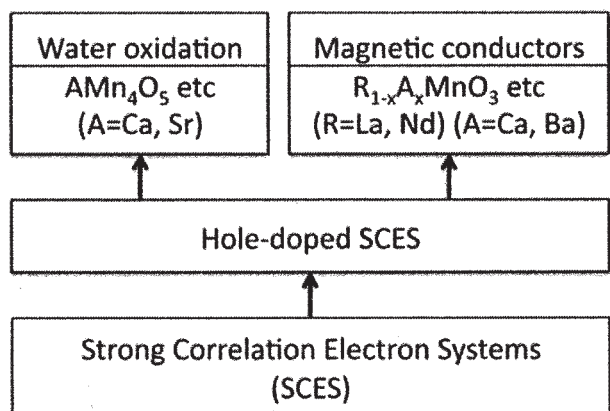 Water oxidation
AMn₄O₅ etc
(A=Ca, Sr)
Magnetic conductors
R₁₋ₓAₓMnO₃ etc
(R=La, Nd) (A=Ca, Ba)
Hole-doped SCES
Strong Correlation Electron Systems
(SCES)